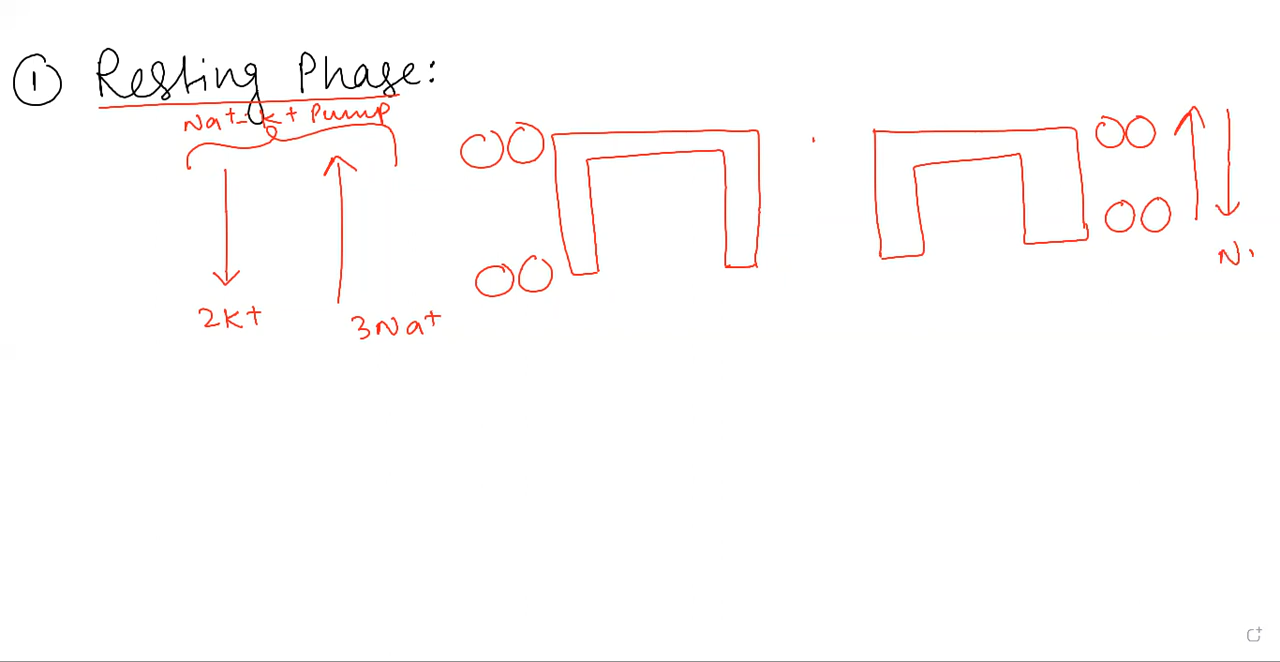 ① Resting Phase:
Na+-K+ Pump
2K+
3Na+
N